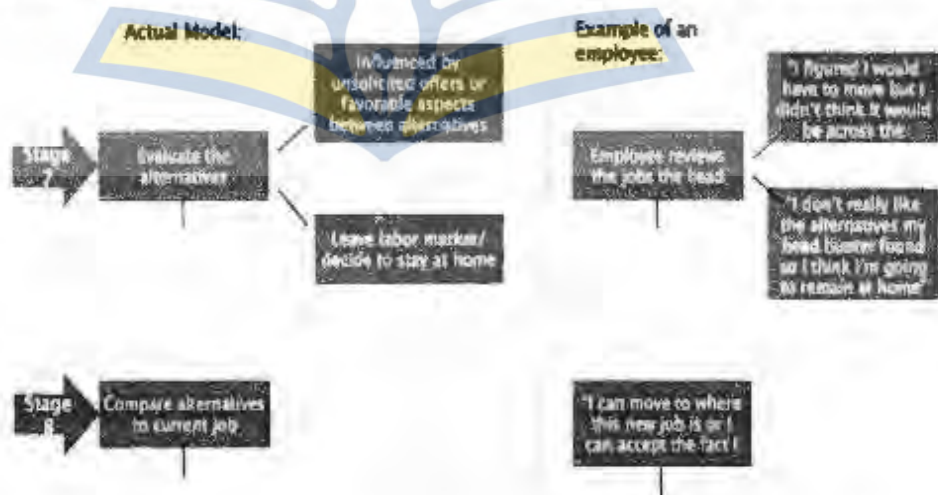 Actual Model:
Example of an
employee:
Influenced by
unsolicited offers or
favorable aspects
between alternatives
"I figured I would
have to move but I
didn't think it would
be across the
Stage
7
Evaluate the
alternatives
Employee reviews
the jobs the head
Leave labor market/
decide to stay at home
"I don't really like
the alternatives my
head hunter found
so I think I'm going
to remain at home"
Stage
8
Compare alternatives
to current job
"I can move to where
this new job is or I
can accept the fact I